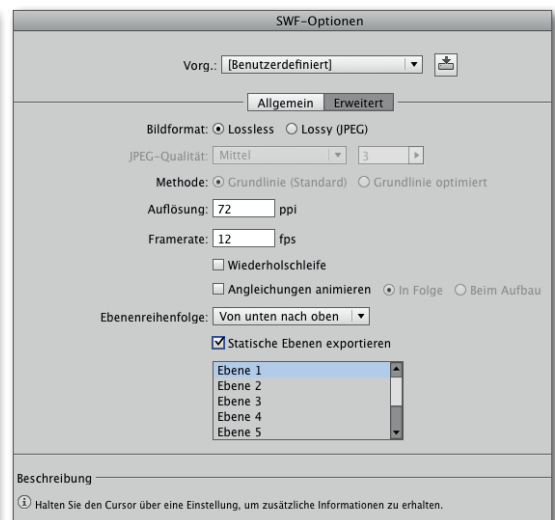 SWF-Optionen
Vorg.: [Benutzerdefiniert]
Allgemein Erweitert
Bildformat: Lossless Lossy (JPEG)
JPEG-Qualität: Mittel 3
Methode: Grundlinie (Standard) Grundlinie optimiert
Auflösung: 72 ppi
Framerate: 12 fps
Wiederholschleife
Angleichungen animieren In Folge Beim Aufbau
Ebenenreihenfolge: Von unten nach oben
Statische Ebenen exportieren
Ebene 1
Ebene 2
Ebene 3
Ebene 4
Ebene 5
Beschreibung
Halten Sie den Cursor über eine Einstellung, um zusätzliche Informationen zu erhalten.